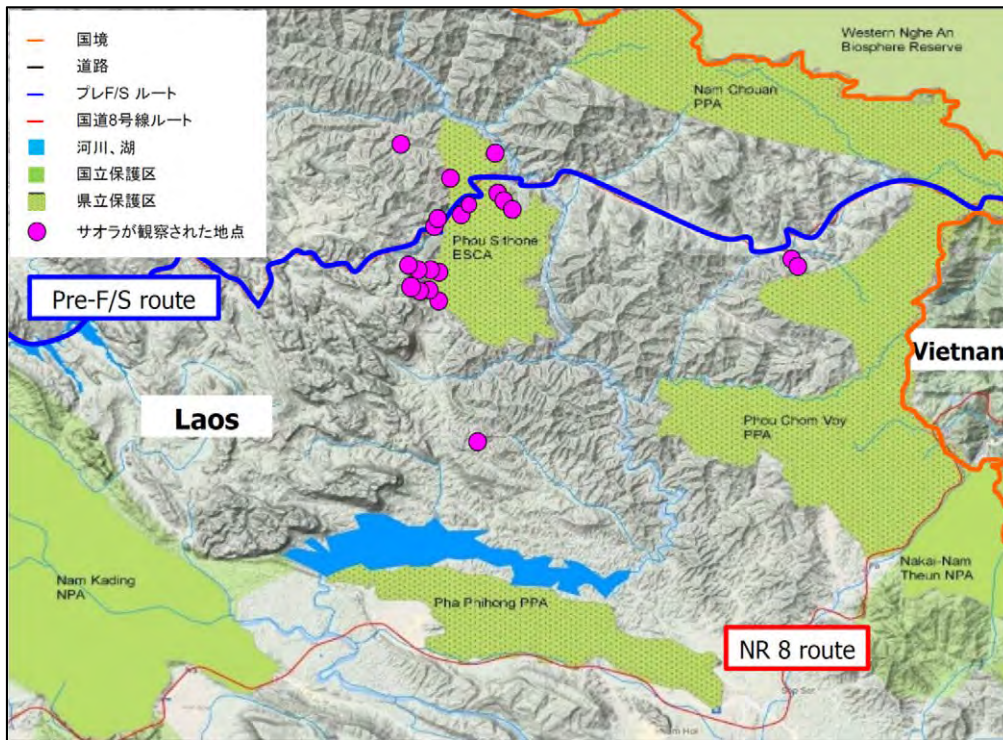 国境
道路
プレF/S ルート
国道8号線ルート
河川、湖
国立保護区
県立保護区
サオラが観察された地点
Western Nghe An
Biosphere Reserve
Nam Chouan
PPA
Phou Sithone
ESCA
Pre-F/S route
Vietnam
Laos
Phou Chom Voy
PPA
Nam Kading
NPA
Nakai-Nam
Theun NPA
Pha Phihong PPA
NR 8 route